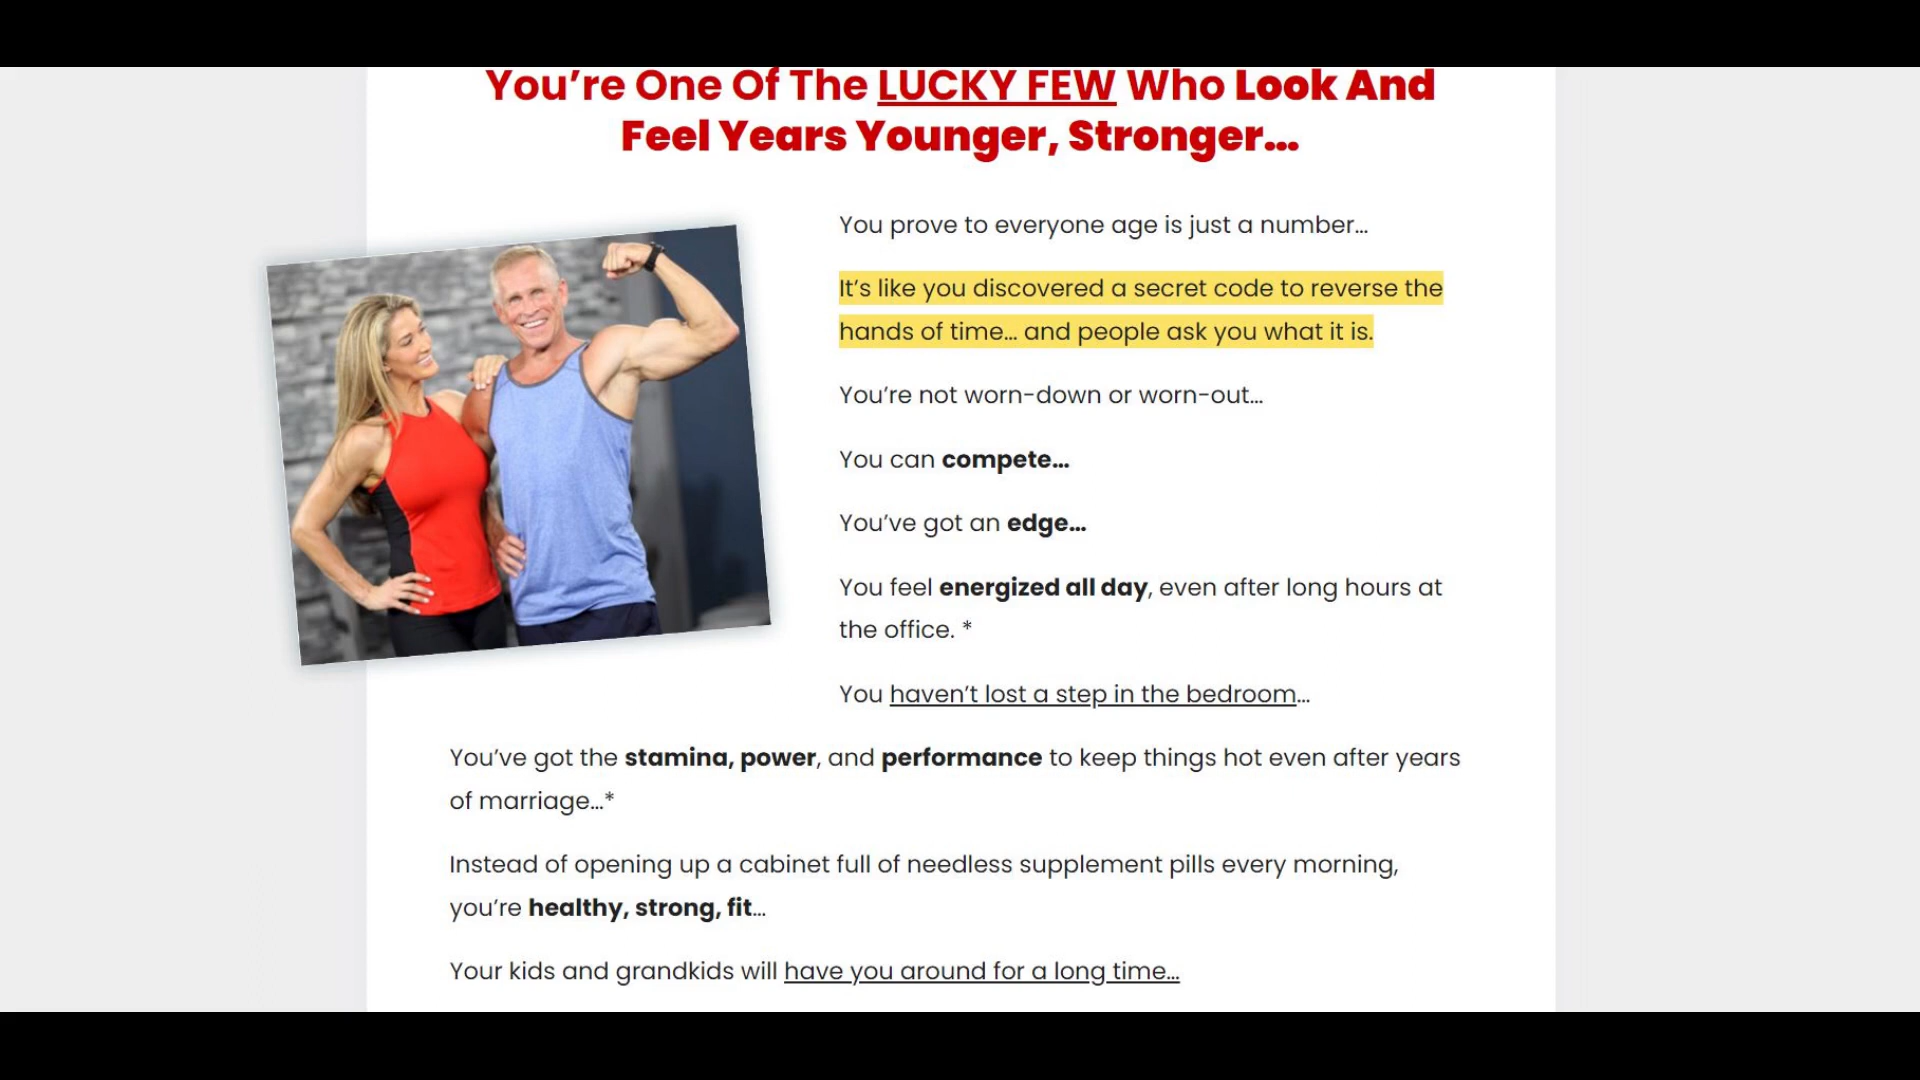 You’re One Of The LUCKY FEW Who Look And
Feel Years Younger, Stronger...
You prove to everyone age is just a number...
It’s like you discovered a secret code to reverse the
hands of time... and people ask you what it is.
You’re not worn-down or worn-out...
You can compete...
You’ve got an edge...
You feel energized all day, even after long hours at
the office. *
You haven’t lost a step in the bedroom...
You’ve got the stamina, power, and performance to keep things hot even after years
of marriage...*
Instead of opening up a cabinet full of needless supplement pills every morning,
you’re healthy, strong, fit...
Your kids and grandkids will have you around for a long time...